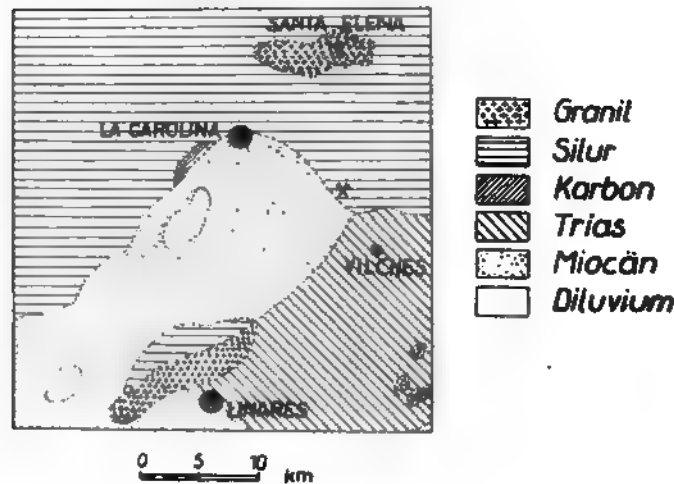 SANTA ELENA
LA CAROLINA
VILCHES
LINARES
0 5 10 km
Granit
Silur
Karbon
Trias
Miocän
Diluvium